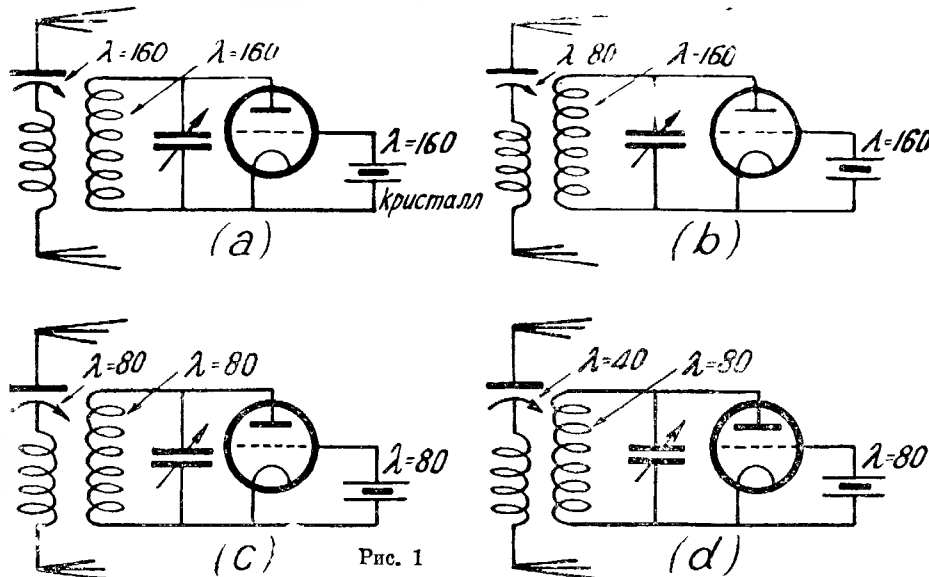 λ=160 λ=160
λ=160
кристалл
(a)
λ 80 λ-160
λ=160
(b)
λ=80 λ=80
λ=80
(c)
λ=40 λ=80
λ=80
(d)
Рис. 1